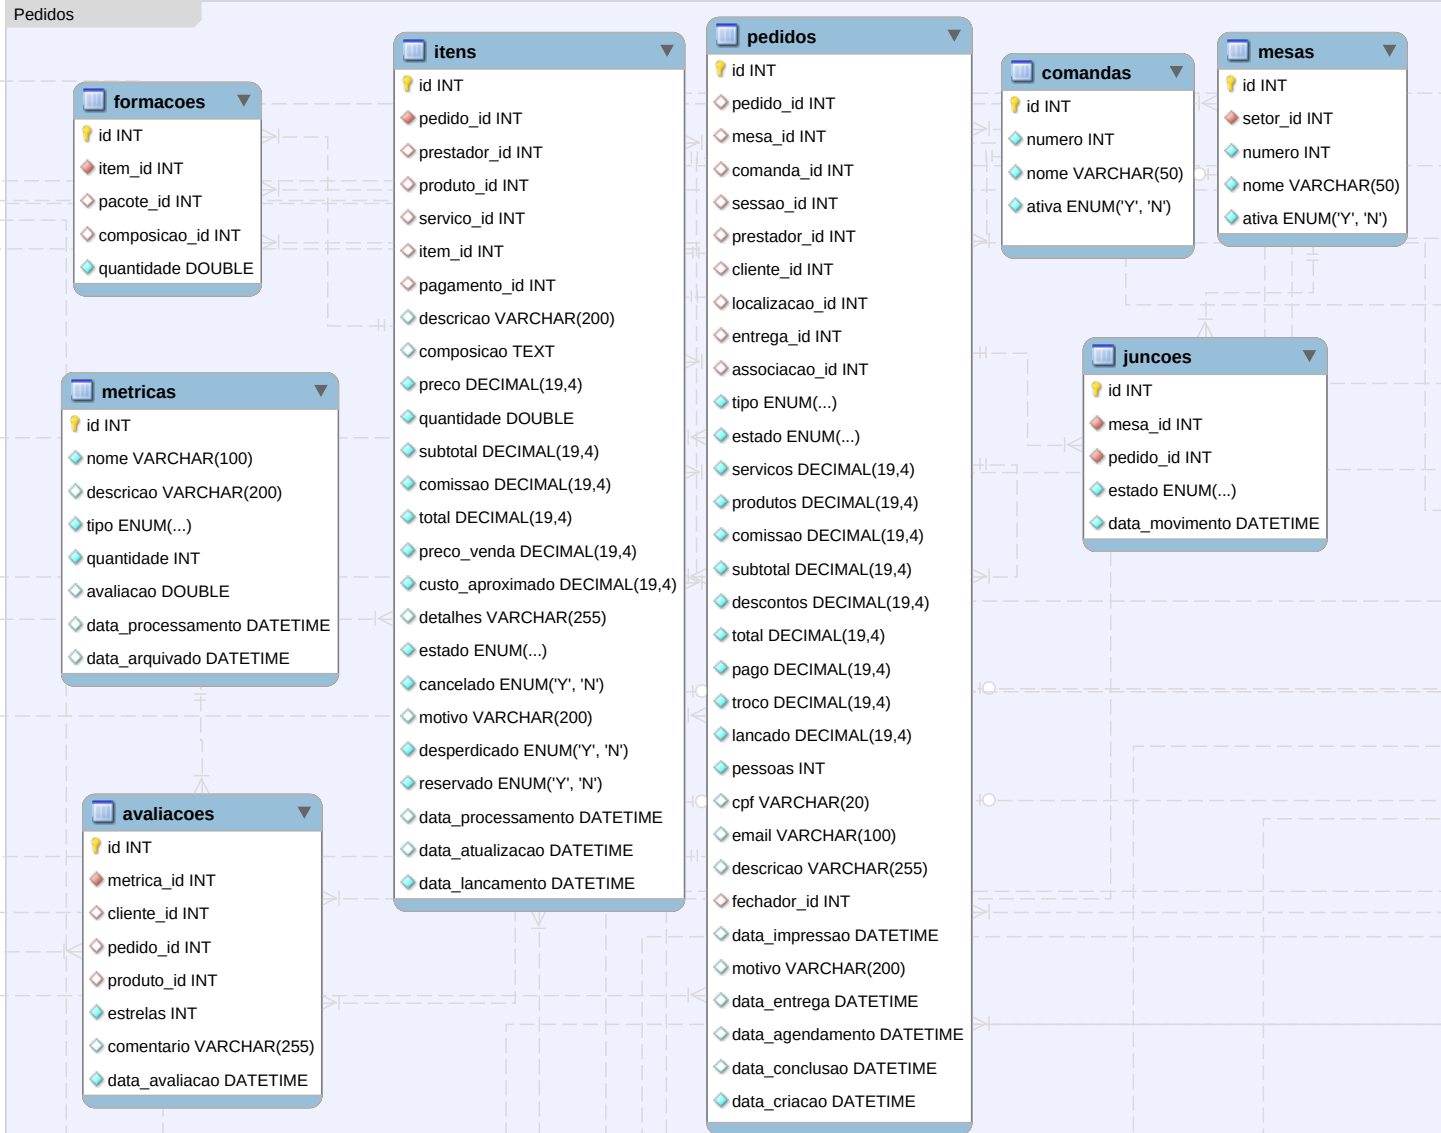 Pedidos
formacoes
id INT
item_id INT
pacote_id INT
composicao_id INT
quantidade DOUBLE
metricas
id INT
nome VARCHAR(100)
descricao VARCHAR(200)
tipo ENUM(...)
quantidade INT
avaliacao DOUBLE
data_processamento DATETIME
data_arquivado DATETIME
avaliacoes
id INT
metrica_id INT
cliente_id INT
pedido_id INT
produto_id INT
estrelas INT
comentario VARCHAR(255)
data_avaliacao DATETIME
itens
id INT
pedido_id INT
prestador_id INT
produto_id INT
servico_id INT
item_id INT
pagamento_id INT
descricao VARCHAR(200)
composicao TEXT
preco DECIMAL(19,4)
quantidade DOUBLE
subtotal DECIMAL(19,4)
comissao DECIMAL(19,4)
total DECIMAL(19,4)
preco_venda DECIMAL(19,4)
custo_aproximado DECIMAL(19,4)
detalhes VARCHAR(255)
estado ENUM(...)
cancelado ENUM('Y', 'N')
motivo VARCHAR(200)
desperdicado ENUM('Y', 'N')
reservado ENUM('Y', 'N')
data_processamento DATETIME
data_atualizacao DATETIME
data_lancamento DATETIME
pedidos
id INT
pedido_id INT
mesa_id INT
comanda_id INT
sessao_id INT
prestador_id INT
cliente_id INT
localizacao_id INT
entrega_id INT
associacao_id INT
tipo ENUM(...)
estado ENUM(...)
servicos DECIMAL(19,4)
produtos DECIMAL(19,4)
comissao DECIMAL(19,4)
subtotal DECIMAL(19,4)
descontos DECIMAL(19,4)
total DECIMAL(19,4)
pago DECIMAL(19,4)
troco DECIMAL(19,4)
lancado DECIMAL(19,4)
pessoas INT
cpf VARCHAR(20)
email VARCHAR(100)
descricao VARCHAR(255)
fechador_id INT
data_impressao DATETIME
motivo VARCHAR(200)
data_entrega DATETIME
data_agendamento DATETIME
data_conclusao DATETIME
data_criacao DATETIME
comandas
id INT
numero INT
nome VARCHAR(50)
ativa ENUM('Y', 'N')
mesas
id INT
setor_id INT
numero INT
nome VARCHAR(50)
ativa ENUM('Y', 'N')
juncoes
id INT
mesa_id INT
pedido_id INT
estado ENUM(...)
data_movimento DATETIME